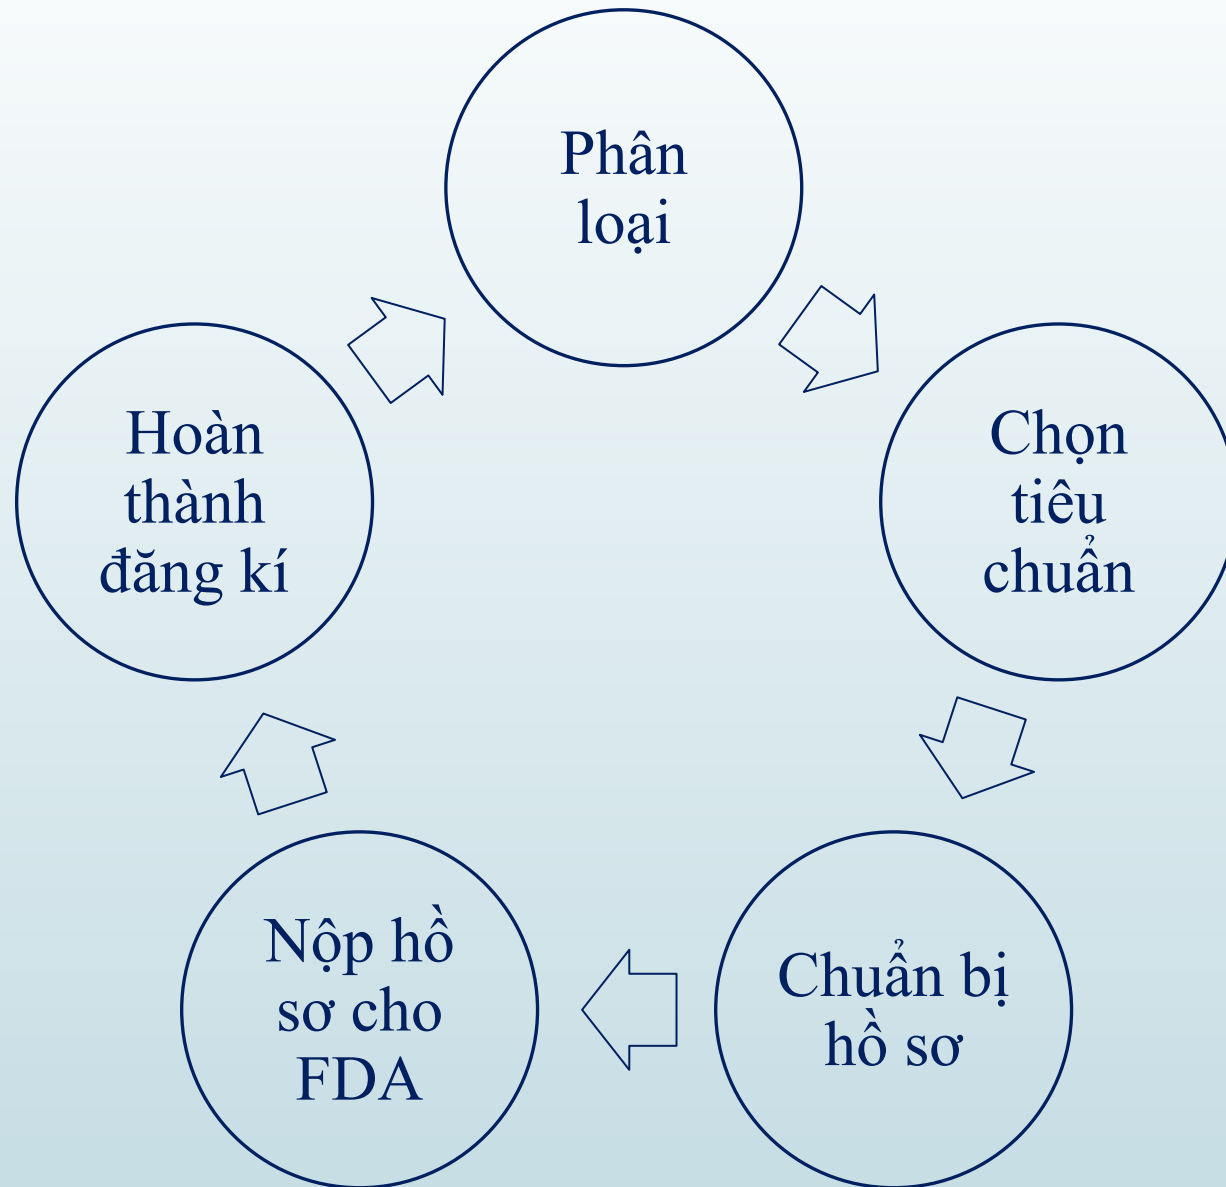 Phân
loại
Chọn
tiêu
chuẩn
Chuẩn bị
hồ sơ
Nộp hồ
sơ cho
FDA
Hoàn
thành
đăng kí